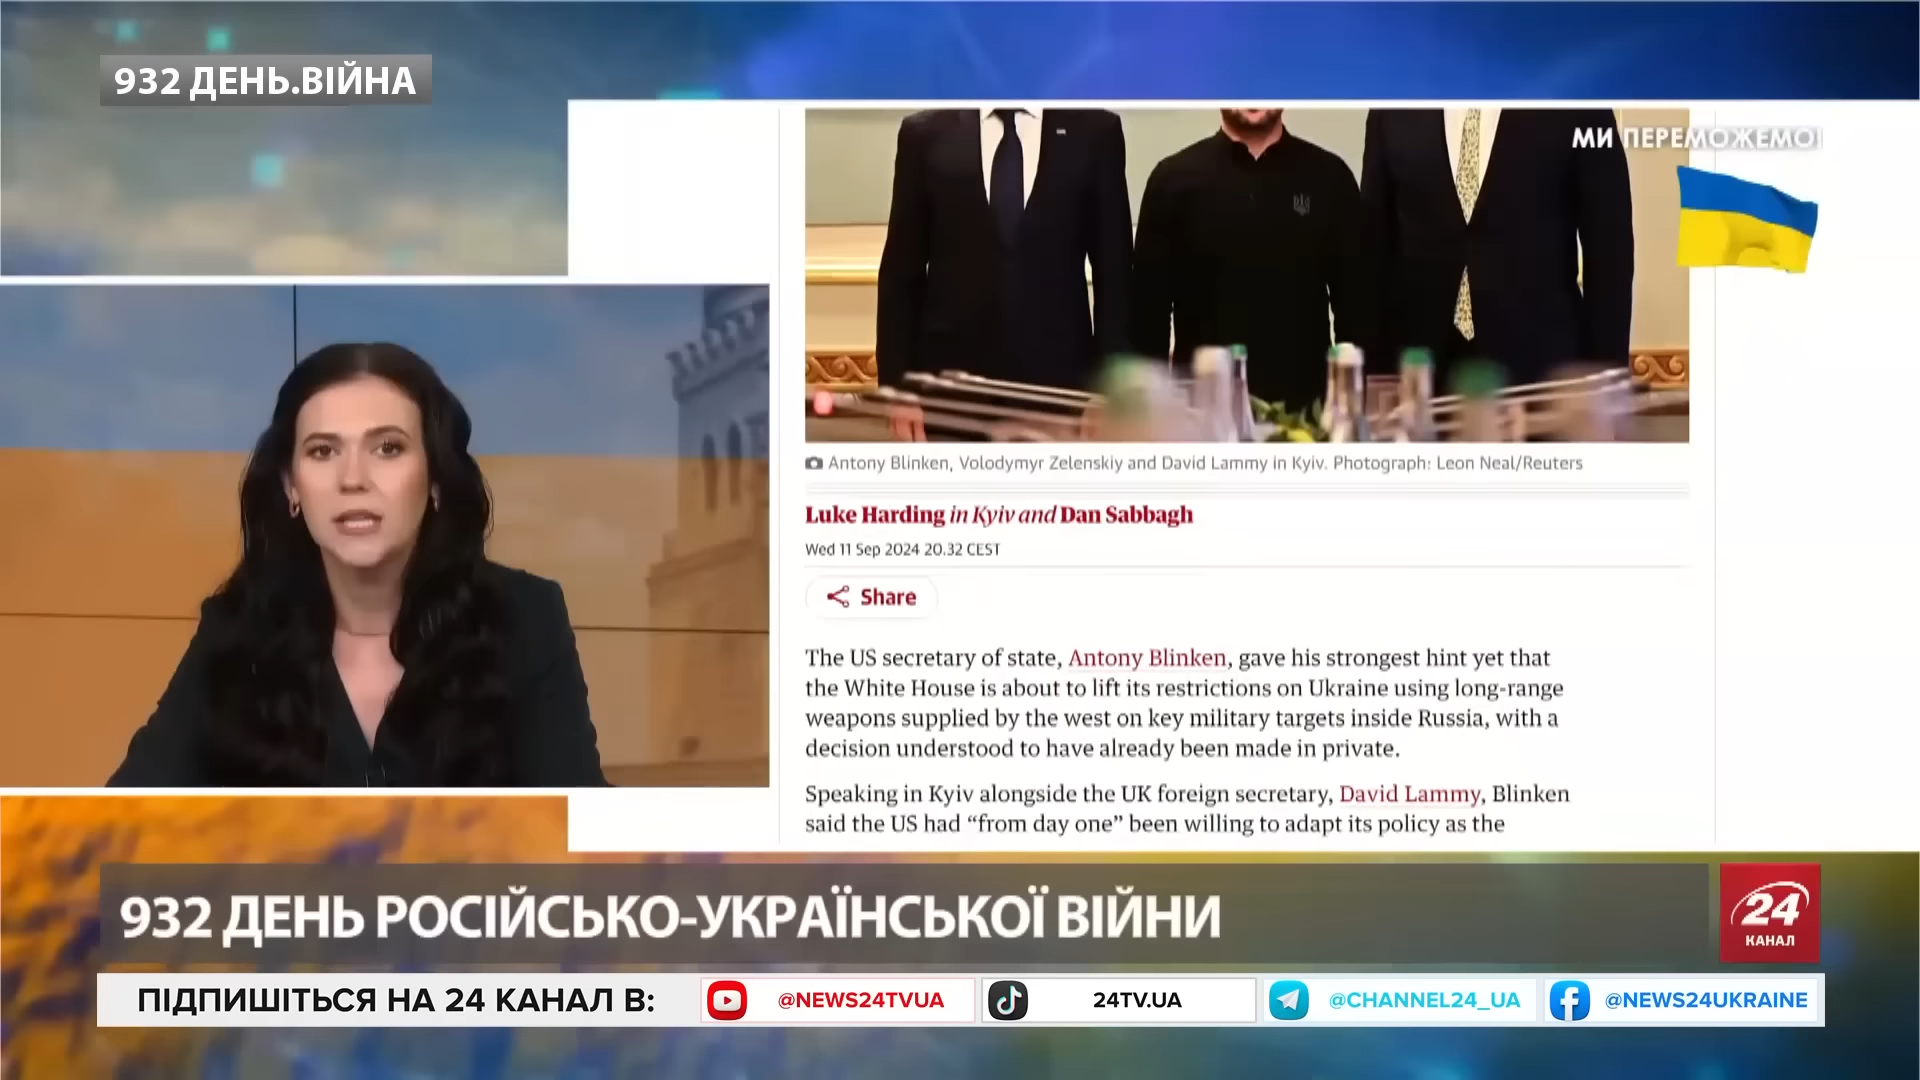 932 ДЕНЬ.ВІЙНА
МИ ПЕРЕМОЖЕМО!
Antony Blinken, Volodymyr Zelenskiy and David Lammy in Kyiv. Photograph: Leon Neal/Reuters
Luke Harding in Kyiv and Dan Sabbagh
Wed 11 Sep 2024 20.32 CEST
Share
The US secretary of state, Antony Blinken, gave his strongest hint yet that
the White House is about to lift its restrictions on Ukraine using long-range
weapons supplied by the west on key military targets inside Russia, with a
decision understood to have already been made in private.
Speaking in Kyiv alongside the UK foreign secretary, David Lammy, Blinken
said the US had “from day one” been willing to adapt its policy as the
932 ДЕНЬ РОСІЙСЬКО-УКРАЇНСЬКОЇ ВІЙНИ
24
КАНАЛ
ПІДПИШІТЬСЯ НА 24 КАНАЛ В:
@NEWS24TVUA
24TV.UA
@CHANNEL24_UA
@NEWS24UKRAINE